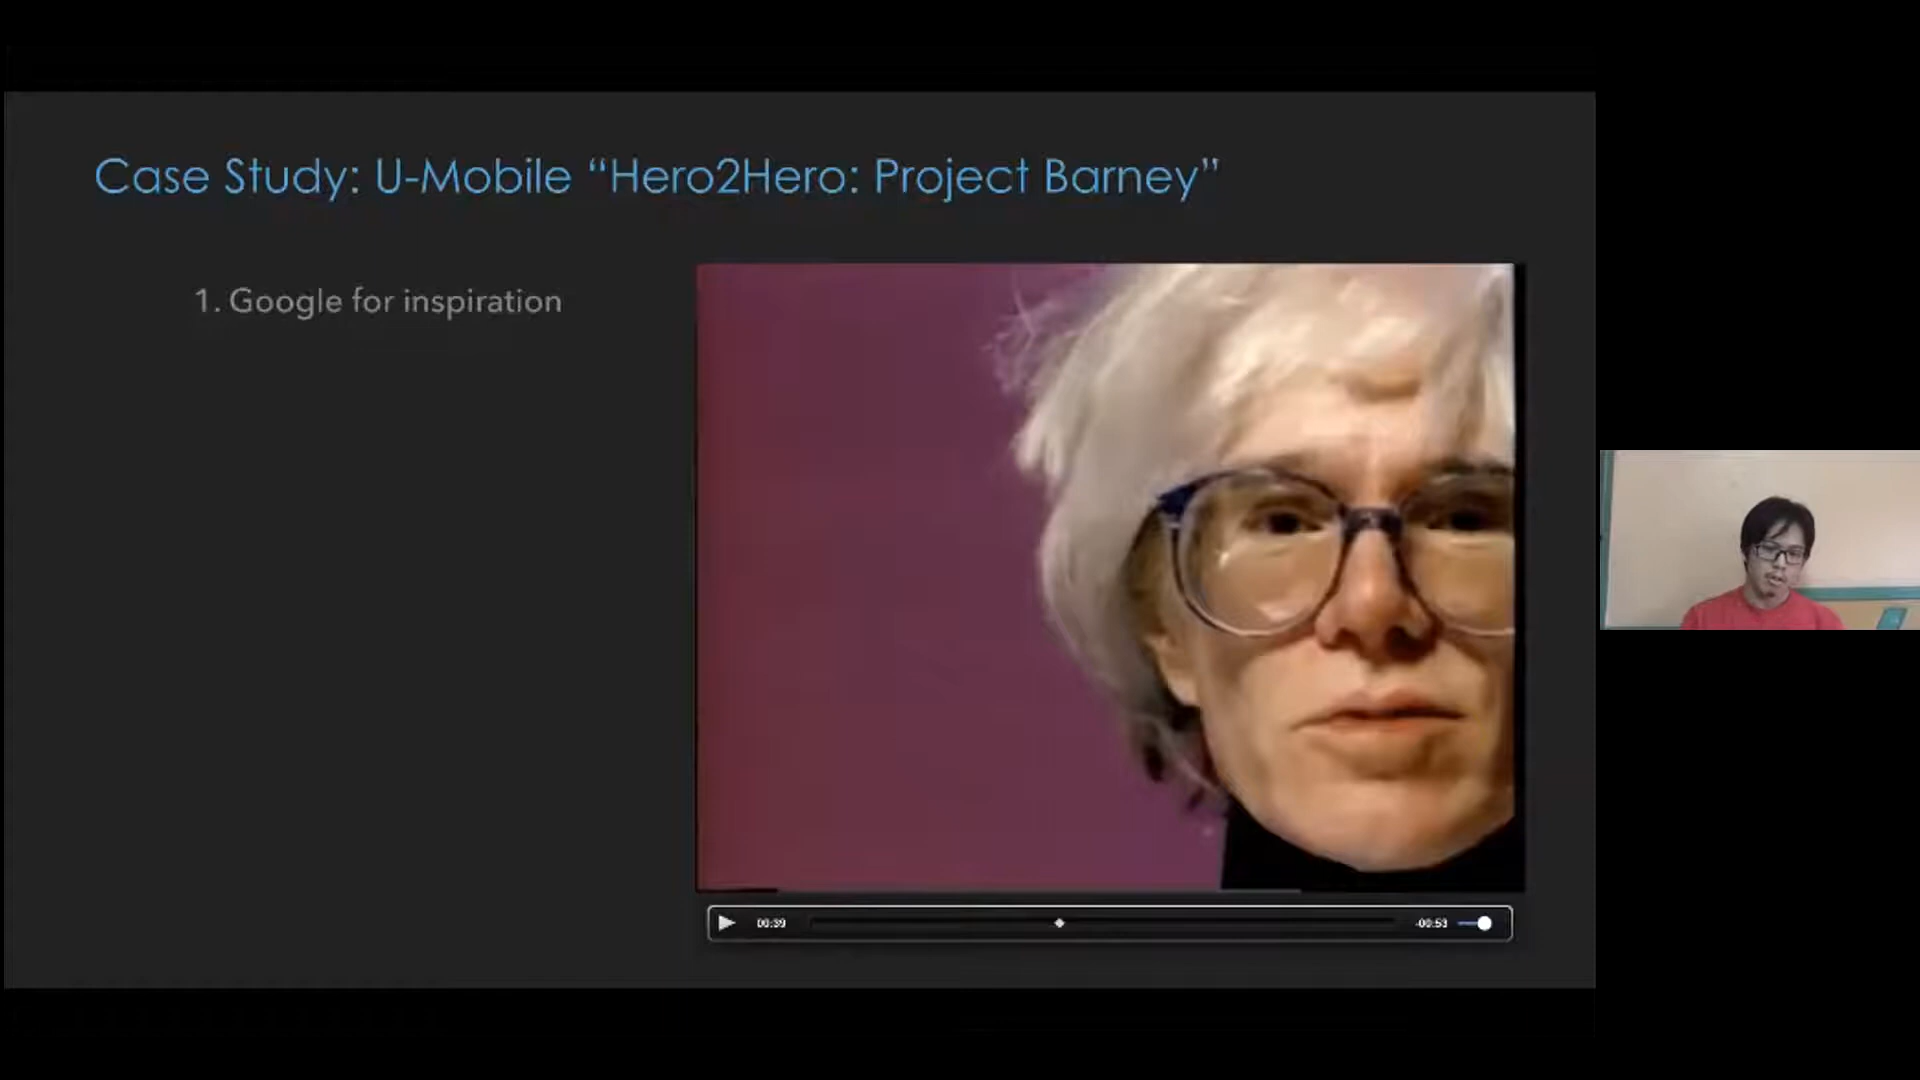 Case Study: U-Mobile “Hero2Hero: Project Barney”
1. Google for inspiration
00:39
-00:53